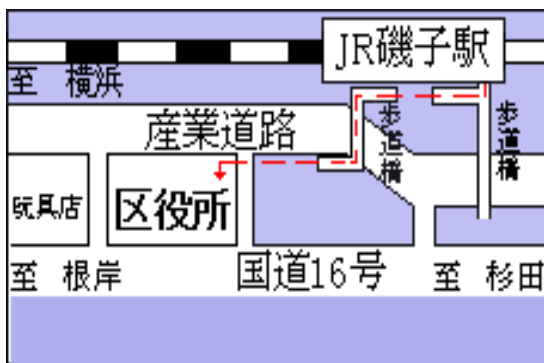 JR磯子駅
至 横浜
産業道路
歩道橋
歩道橋
玩具店
区役所
至 根岸
国道16号
至 杉田